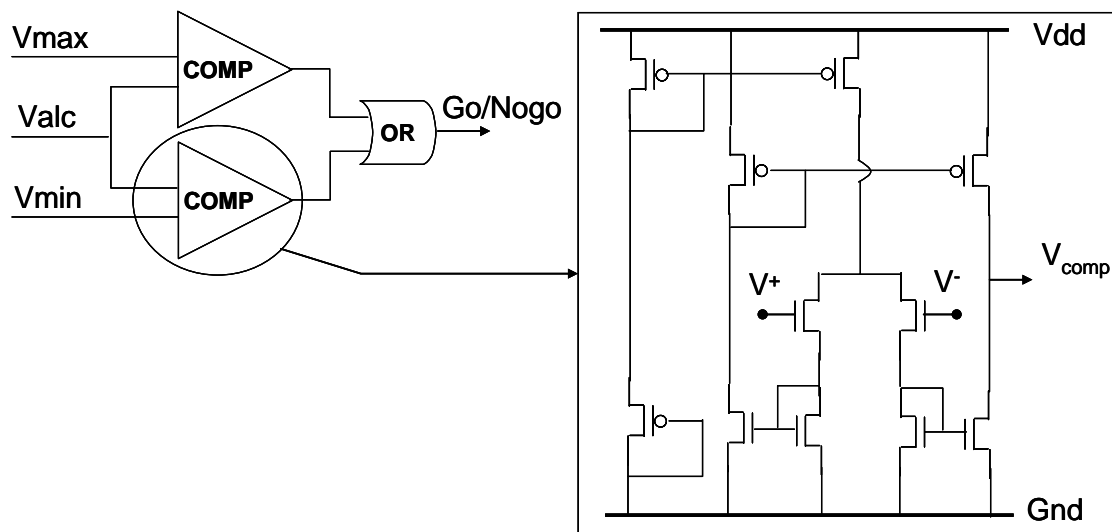 Vmax
COMP
Valc
Go/Nogo
OR
Vmin
COMP
Vdd
V+
V-
Vcomp
Gnd